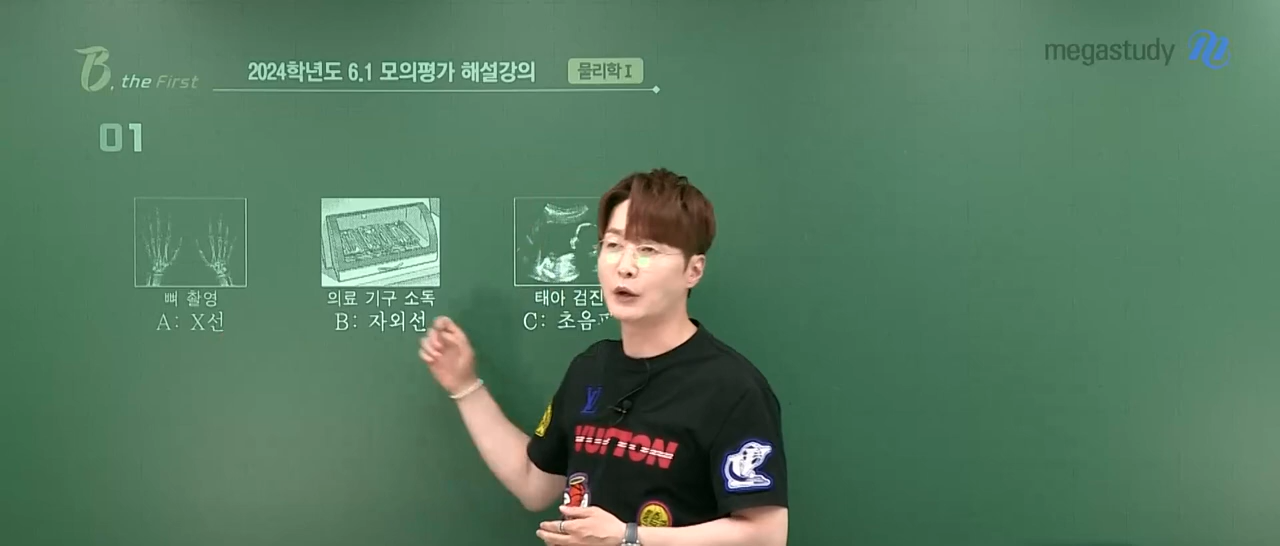 B, the First
2024학년도 6.1 모의평가 해설강의
물리학 I
megastudy
01
뼈 촬영
A: X선
의료 기구 소독
B: 자외선
태아 검진
C: 초음
LV
VUITTON